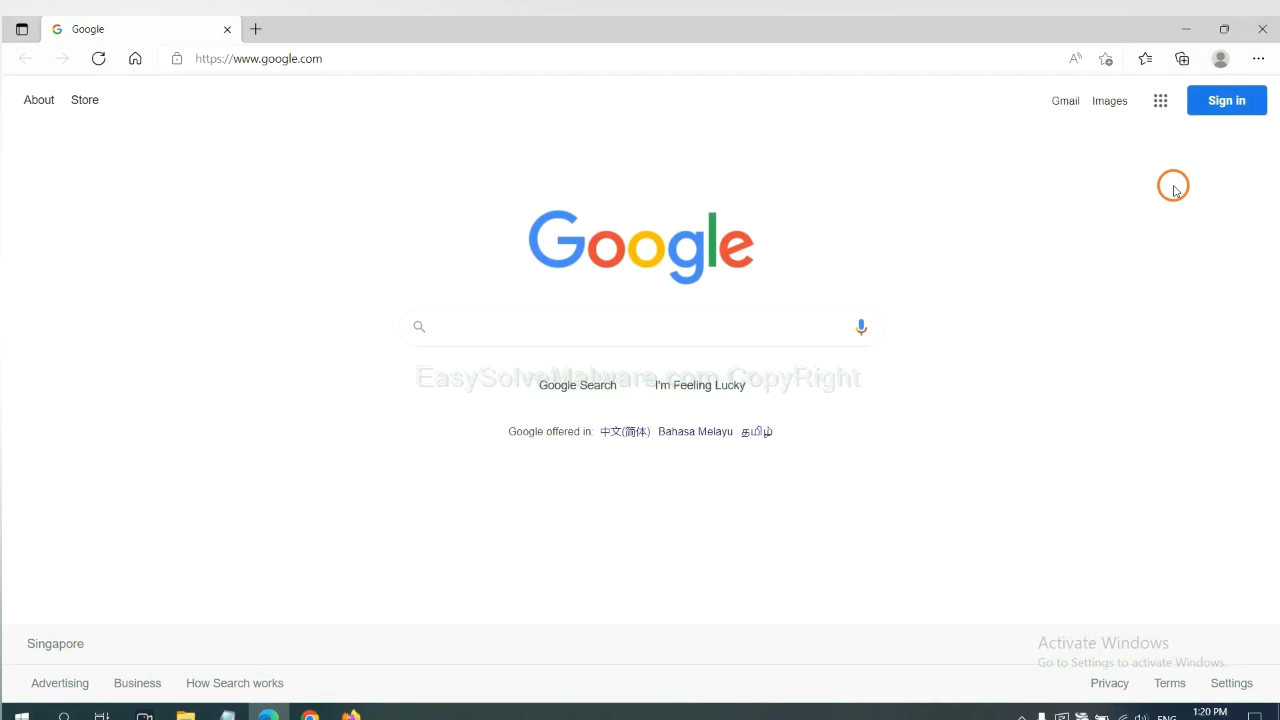 Google
https://www.google.com
About Store
Gmail Images Sign in
Google
EasySolveMalware.com CopyRight
Google Search I'm Feeling Lucky
Google offered in: 中文(简体) Bahasa Melayu தமிழ்
Singapore
Activate Windows
Go to Settings to activate Windows.
Advertising Business How Search works
Privacy Terms Settings
1:20 PM
ENG